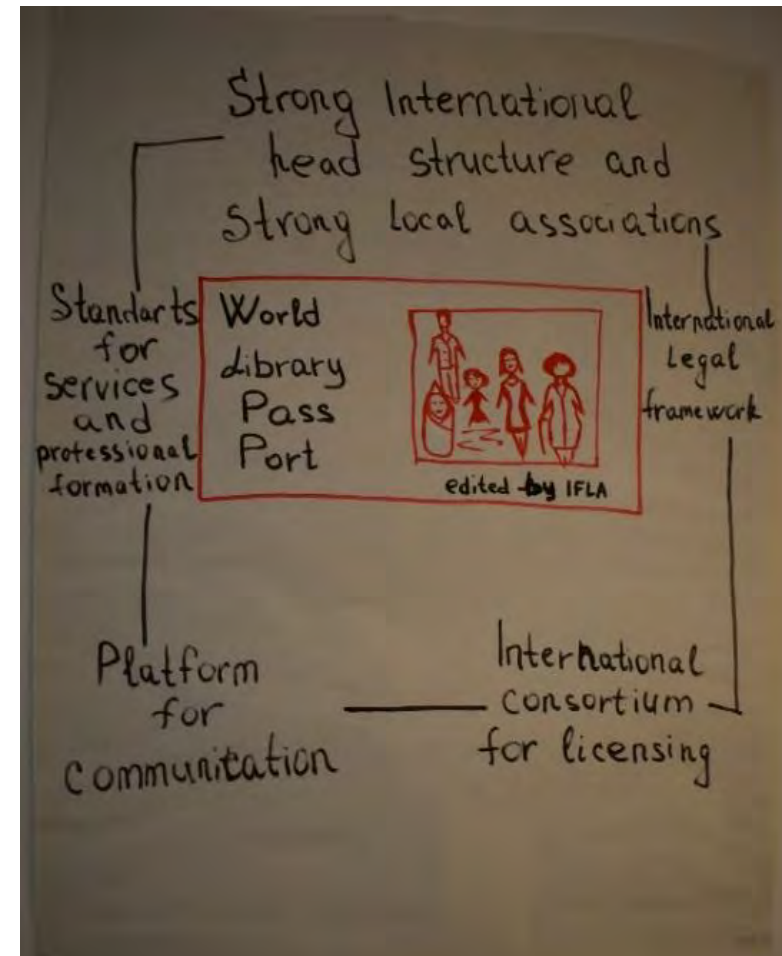 Strong International
head structure and
Strong local associations
Standarts
for
services
and
professional
formation
World
Library
Pass
Port
edited by IFLA
International
Legal
framework
Platform
for
communication
International
consortium
for licensing